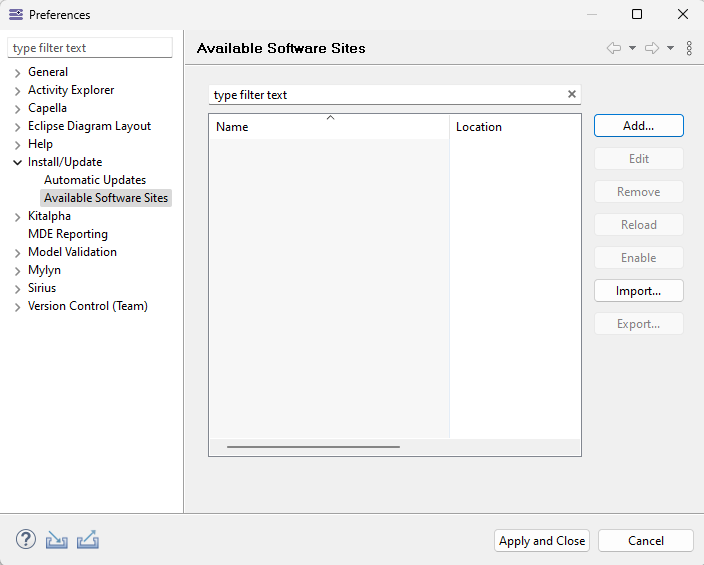 Preferences
type filter text
General
Activity Explorer
Capella
Eclipse Diagram Layout
Help
Install/Update
Automatic Updates
Available Software Sites
Kitalpha
MDE Reporting
Model Validation
Mylyn
Sirius
Version Control (Team)
Available Software Sites
type filter text
Name
Location
Add...
Edit
Remove
Reload
Enable
Import...
Export...
Apply and Close
Cancel